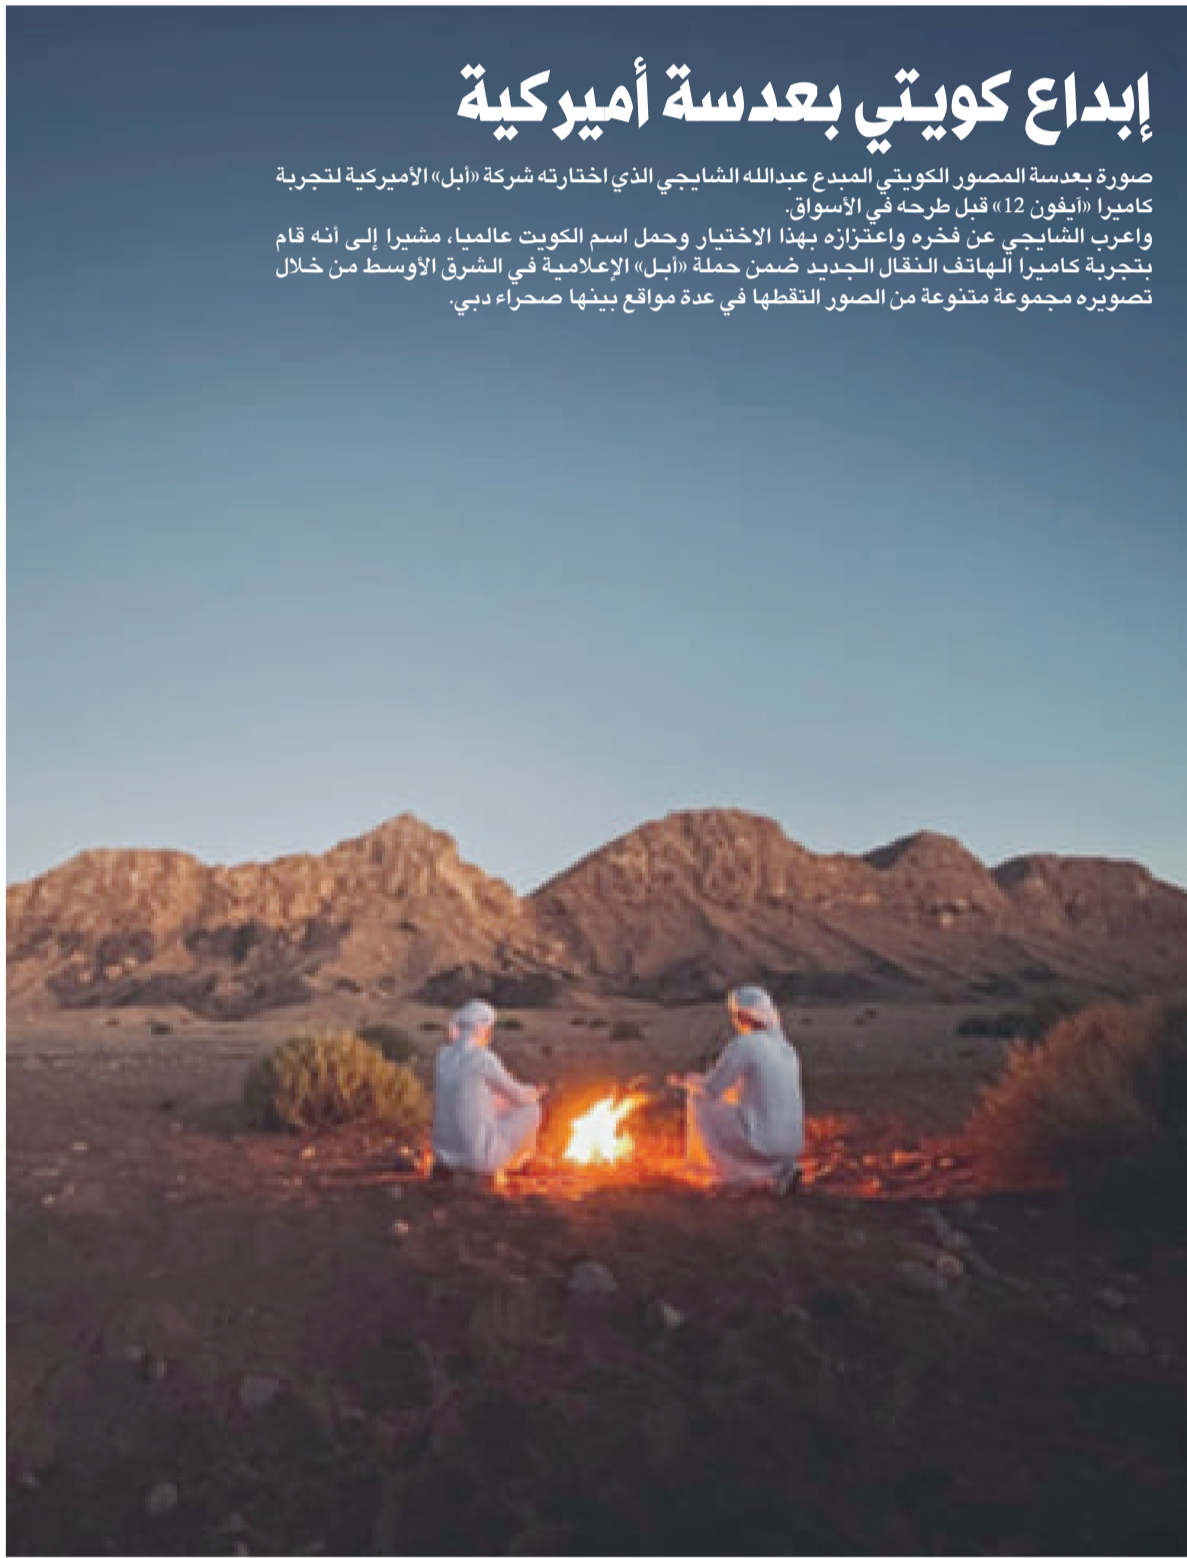 إبداع كويتي بعدسة أميركية
صورة بعدسة المصور الكويتي المبدع عبدالله الشايجي الذي اختارته شركة «أبل» الأميركية لتجربة
كاميرا «آيفون 12» قبل طرحه في الأسواق.
واعرب الشايجي عن فخره واعتزازه بهذا الاختيار وحمل اسم الكويت عالميا، مشيرا إلى أنه قام
بتجربة كاميرا الهاتف النقال الجديد ضمن حملة «أبل» الإعلامية في الشرق الأوسط من خلال
تصويره مجموعة متنوعة من الصور التقطها في عدة مواقع بينها صحراء دبي.